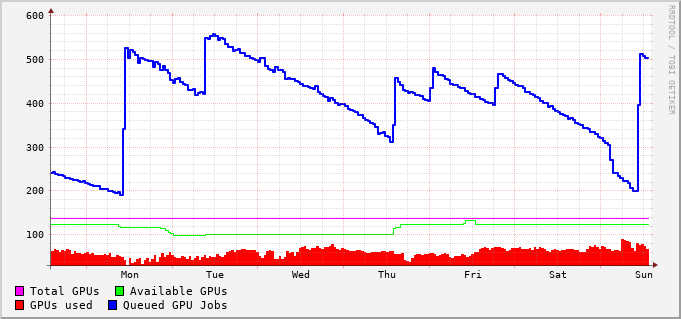 600
500
400
300
200
100
Mon Tue Wed Thu Fri Sat Sun
Total GPUs Available GPUs
GPUs used Queued GPU Jobs
RRDTOOL / TOBI OETIKER